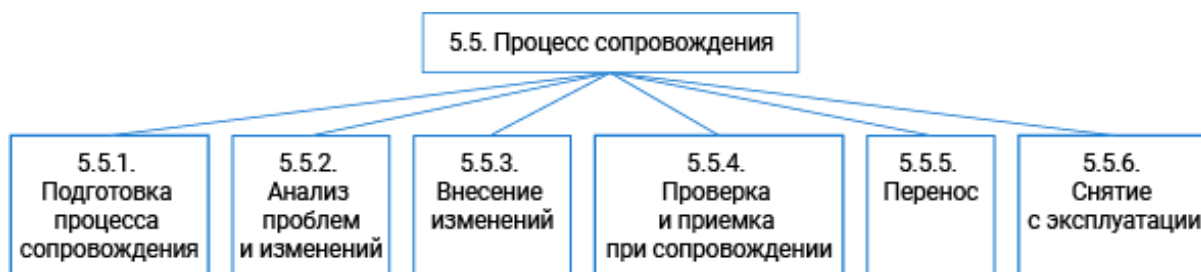 5.5. Процесс сопровождения
5.5.1.
Подготовка
процесса
сопровождения
5.5.2.
Анализ
проблем
и изменений
5.5.3.
Внесение
изменений
5.5.4.
Проверка
и приемка
при сопровождении
5.5.5.
Перенос
5.5.6.
Снятие
с эксплуатации